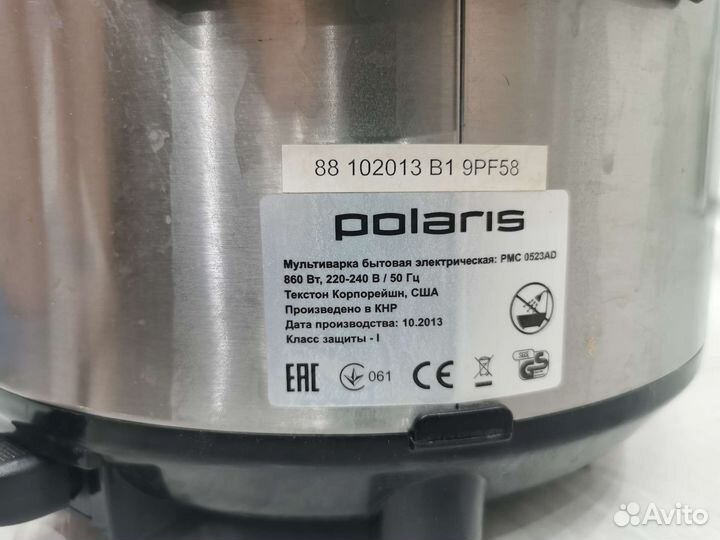 88 102013 B1 9PF58
polaris
Мультиварка бытовая электрическая: PMC 0523AD
860 Вт, 220-240 В / 50 Гц
Текстон Корпорейшн, США
Произведено в КНР
Дата производства: 10.2013
Класс защиты - I
EAC 061 CE GS
Avito